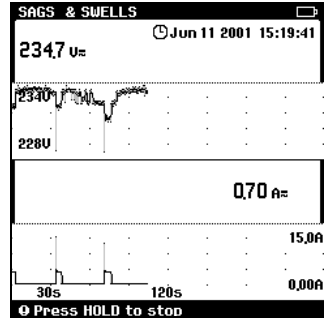 SAGS & SWELLS
Jun 11 2001 15:19:41
234.7 V≂
234V
228V
0.70 A≂
15.0A
0.00A
30s 120s
Press HOLD to stop